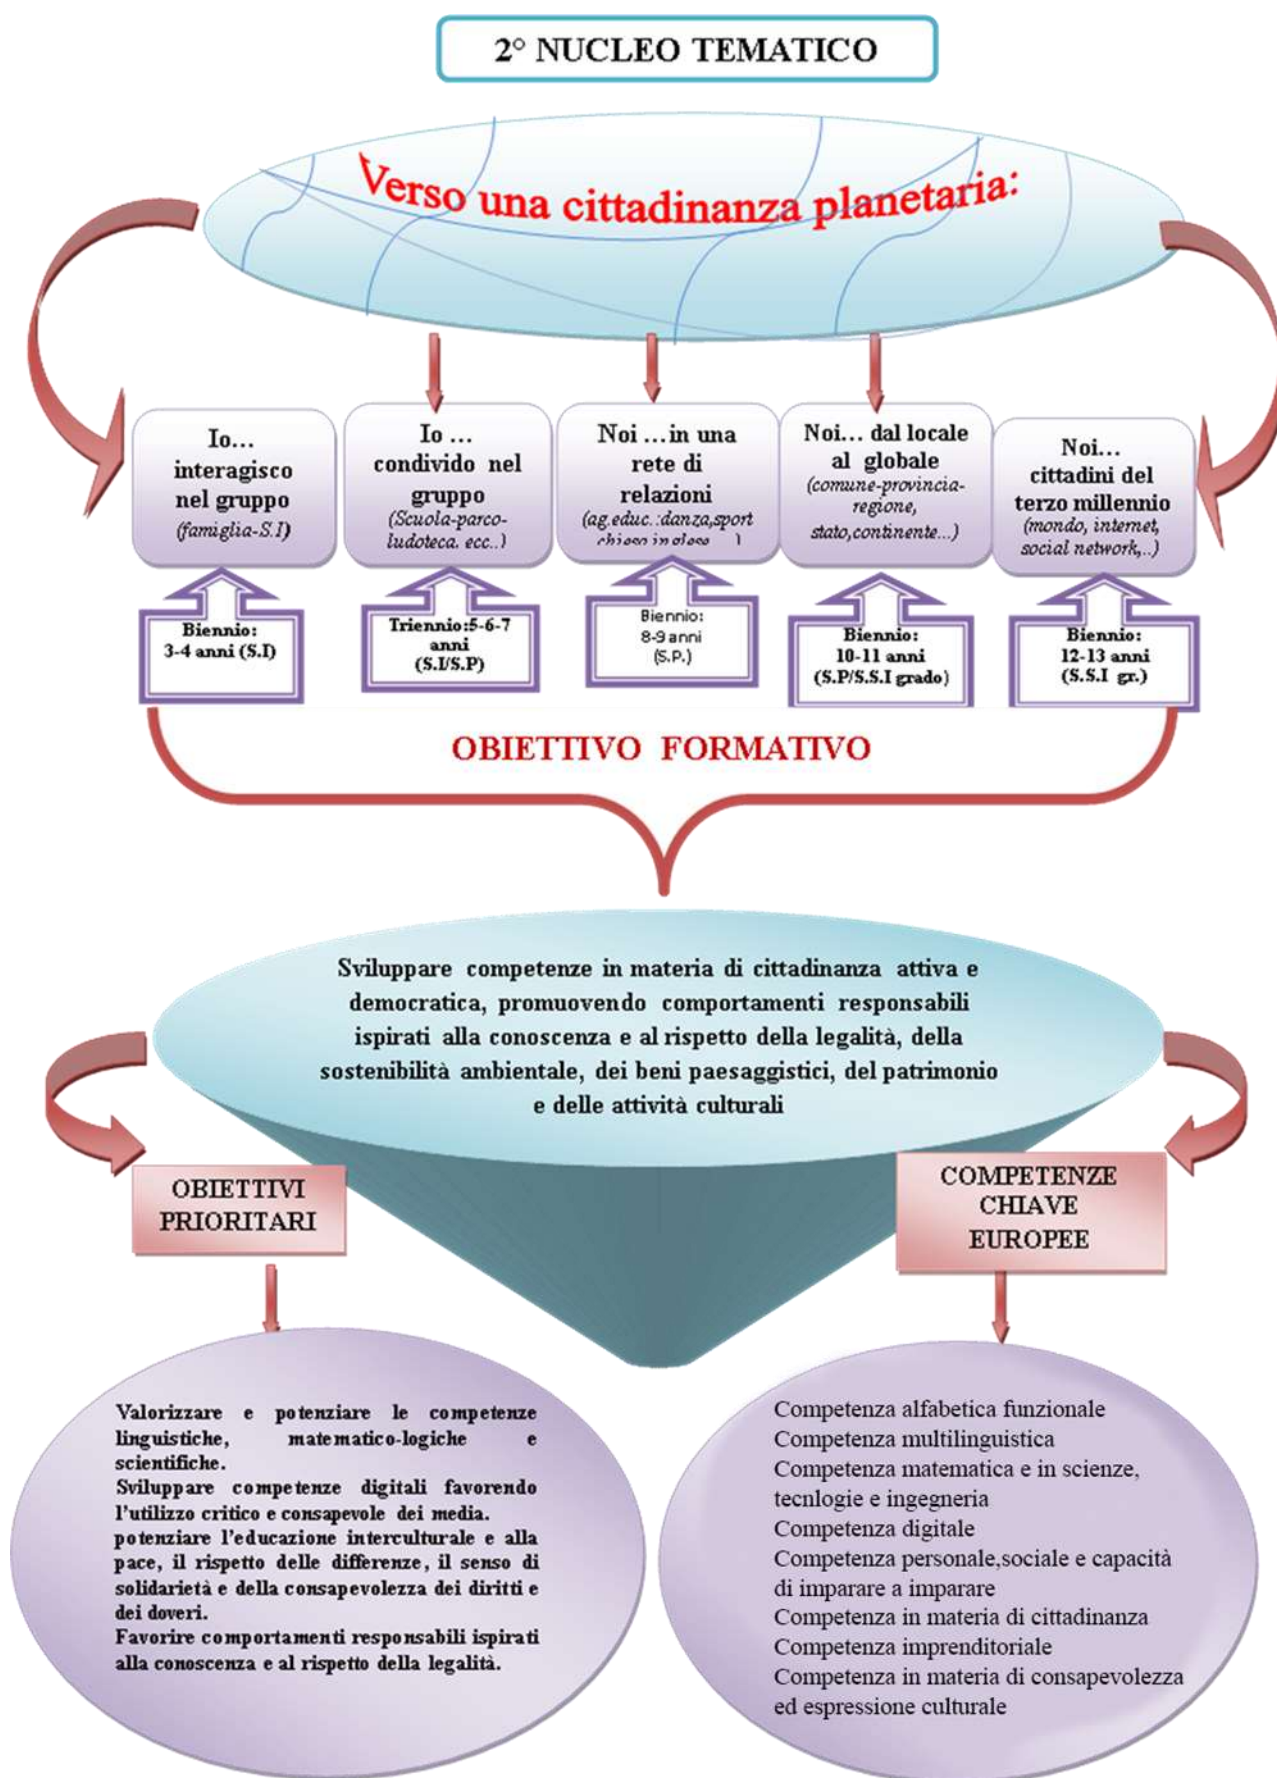 2° NUCLEO TEMATICO
Verso una cittadinanza planetaria:
Io...
interagisco
nel gruppo
(famiglia-S.I)
Io ...
condivido nel
gruppo
(Scuola-parco-
ludoteca. ecc..)
Noi ...in una
rete di
relazioni
(ag.educ.:danza,sport
Noi... dal locale
al globale
(comune-provincia-
regione,
stato,continente...)
Noi...
cittadini del
terzo millennio
(mondo, internet,
social network,..)
Biennio:
3-4 anni (S.I)
Triennio:5-6-7
anni
(S.I/S.P)
Biennio:
8-9 anni
(S.P.)
Biennio:
10-11 anni
(S.P/S.S.I grado)
Biennio:
12-13 anni
(S.S.I gr.)
OBIETTIVO FORMATIVO
Sviluppare competenze in materia di cittadinanza attiva e
democratica, promuovendo comportamenti responsabili
ispirati alla conoscenza e al rispetto della legalità, della
sostenibilità ambientale, dei beni paesaggistici, del patrimonio
e delle attività culturali
OBIETTIVI
PRIORITARI
COMPETENZE
CHIAVE
EUROPEE
Valorizzare e potenziare le competenze
linguistiche, matematico-logiche e
scientifiche.
Sviluppare competenze digitali favorendo
l'utilizzo critico e consapevole dei media.
potenziare l'educazione interculturale e alla
pace, il rispetto delle differenze, il senso di
solidarietà e della consapevolezza dei diritti e
dei doveri.
Favorire comportamenti responsabili ispirati
alla conoscenza e al rispetto della legalità.
Competenza alfabetica funzionale
Competenza multilinguistica
Competenza matematica e in scienze,
tecnlogie e ingegneria
Competenza digitale
Competenza personale,sociale e capacità
di imparare a imparare
Competenza in materia di cittadinanza
Competenza imprenditoriale
Competenza in materia di consapevolezza
ed espressione culturale